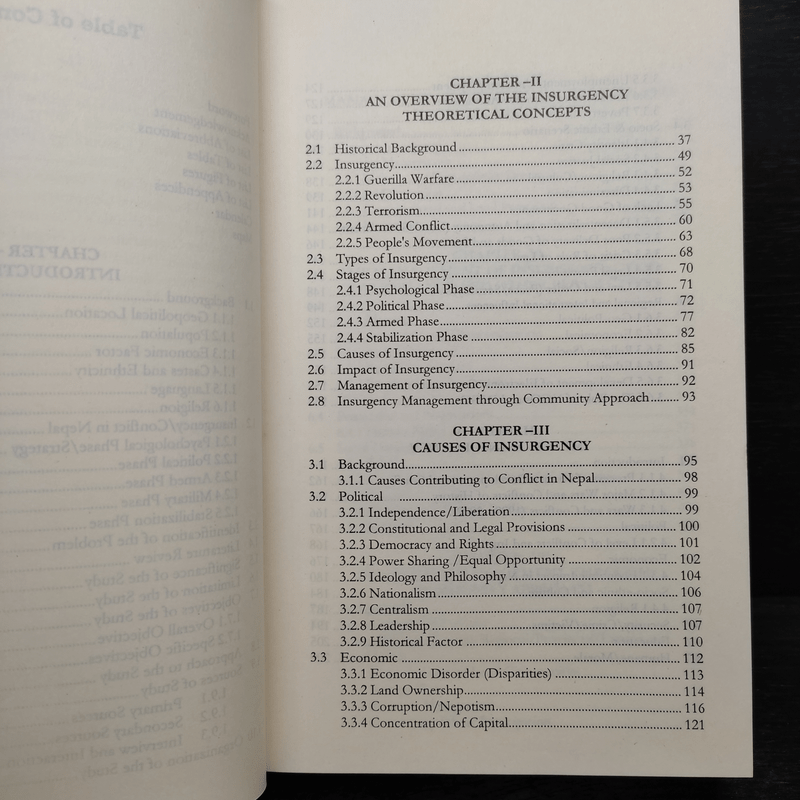 CHAPTER –II
AN OVERVIEW OF THE INSURGENCY
THEORETICAL CONCEPTS
2.1 Historical Background 37
2.2 Insurgency 49
2.2.1 Guerilla Warfare 52
2.2.2 Revolution 53
2.2.3 Terrorism 55
2.2.4 Armed Conflict 60
2.2.5 People's Movement 63
2.3 Types of Insurgency 68
2.4 Stages of Insurgency 70
2.4.1 Psychological Phase 71
2.4.2 Political Phase 72
2.4.3 Armed Phase 77
2.4.4 Stabilization Phase 82
2.5 Causes of Insurgency 85
2.6 Impact of Insurgency 91
2.7 Management of Insurgency 92
2.8 Insurgency Management through Community Approach 93
CHAPTER –III
CAUSES OF INSURGENCY
3.1 Background 95
3.1.1 Causes Contributing to Conflict in Nepal 98
3.2 Political 99
3.2.1 Independence/Liberation 99
3.2.2 Constitutional and Legal Provisions 100
3.2.3 Democracy and Rights 101
3.2.4 Power Sharing /Equal Opportunity 102
3.2.5 Ideology and Philosophy 104
3.2.6 Nationalism 106
3.2.7 Centralism 107
3.2.8 Leadership 107
3.2.9 Historical Factor 110
3.3 Economic 112
3.3.1 Economic Disorder (Disparities) 113
3.3.2 Land Ownership 114
3.3.3 Corruption/Nepotism 116
3.3.4 Concentration of Capital 121